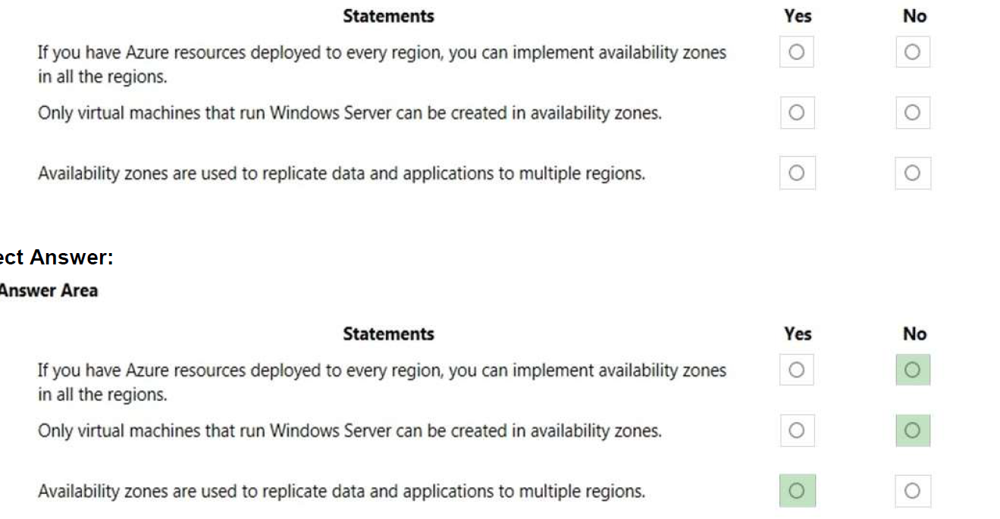 Statements Yes No
If you have Azure resources deployed to every region, you can implement availability zones
in all the regions.
Only virtual machines that run Windows Server can be created in availability zones.
Availability zones are used to replicate data and applications to multiple regions.
ect Answer:
Answer Area
Statements Yes No
If you have Azure resources deployed to every region, you can implement availability zones
in all the regions.
Only virtual machines that run Windows Server can be created in availability zones.
Availability zones are used to replicate data and applications to multiple regions.